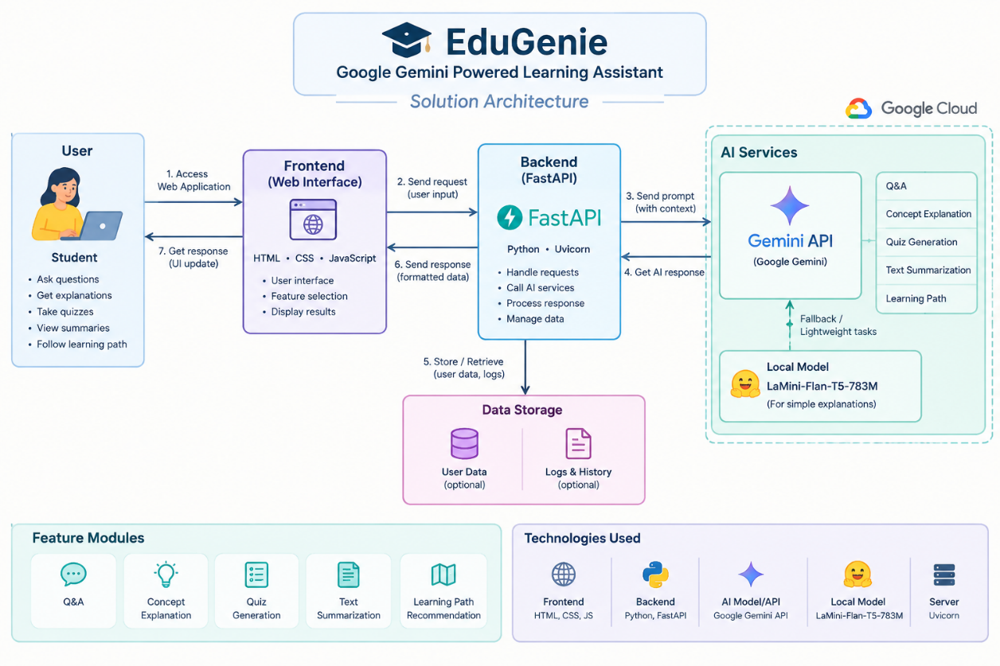 EduGenie
Google Gemini Powered Learning Assistant
Solution Architecture
Google Cloud
User
Student
• Ask questions
• Get explanations
• Take quizzes
• View summaries
• Follow learning path
1. Access
Web Application
7. Get response
(UI update)
Frontend
(Web Interface)
HTML • CSS • JavaScript
• User interface
• Feature selection
• Display results
2. Send request
(user input)
6. Send response
(formatted data)
Backend
(FastAPI)
FastAPI
Python • Uvicorn
• Handle requests
• Call AI services
• Process response
• Manage data
3. Send prompt
(with context)
4. Get AI response
AI Services
Gemini API
(Google Gemini)
Q&A
Concept Explanation
Quiz Generation
Text Summarization
Learning Path
Fallback /
Lightweight tasks
Local Model
LaMini-Flan-T5-783M
(For simple explanations)
5. Store / Retrieve
(user data, logs)
Data Storage
User Data
(optional)
Logs & History
(optional)
Feature Modules
Q&A
Concept
Explanation
Quiz
Generation
Text
Summarization
Learning Path
Recommendation
Technologies Used
Frontend
HTML, CSS, JS
Backend
Python, FastAPI
AI Model/API
Google Gemini API
Local Model
LaMini-Flan-T5-783M
Server
Uvicorn